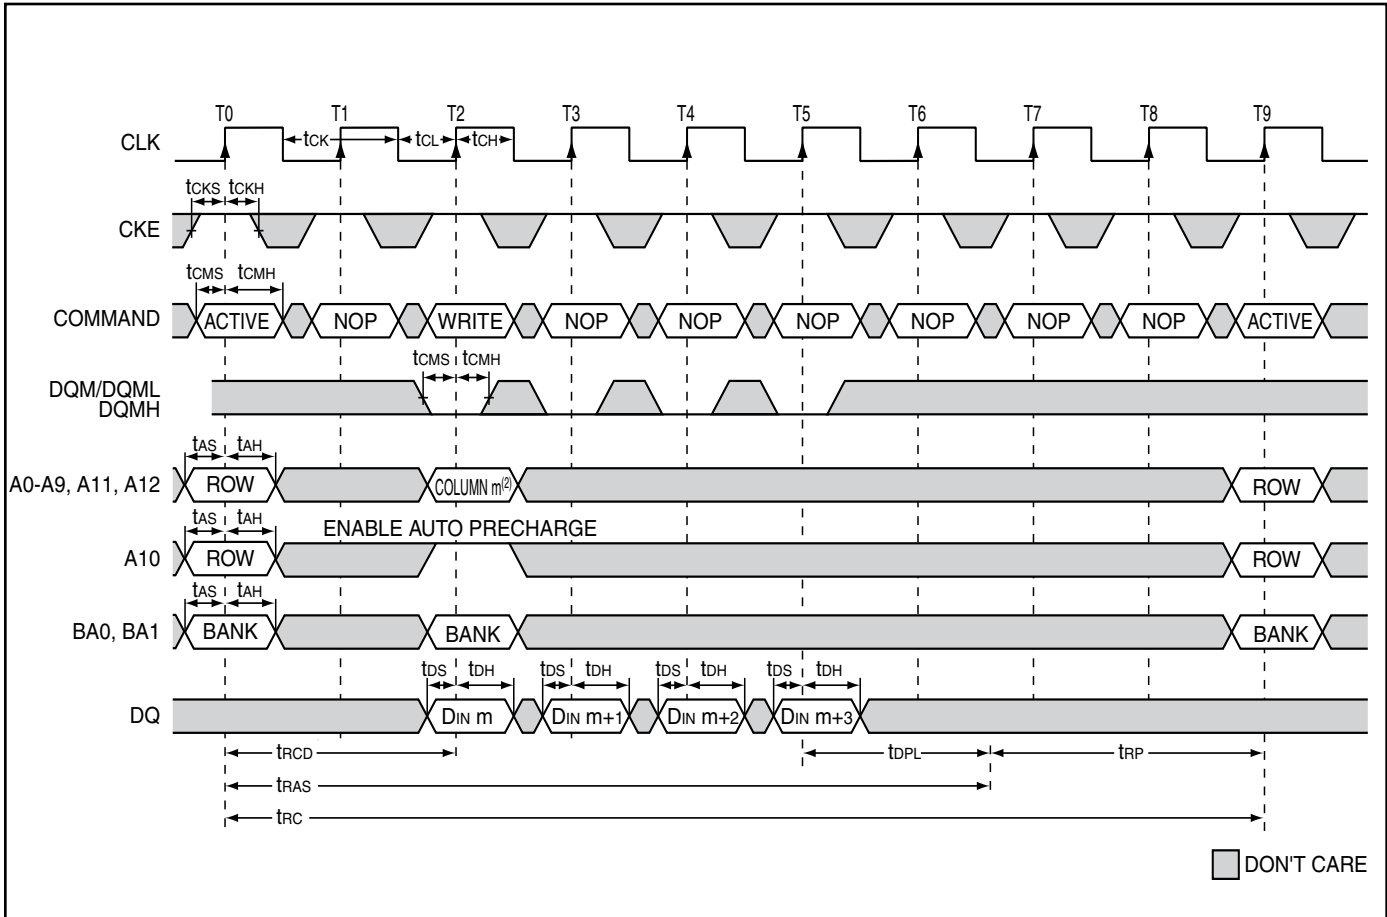 T0 T1 T2 T3 T4 T5 T6 T7 T8 T9
CLK tCK tCL tCH
tCKS tCKH
CKE
tCMS tCMH
COMMAND ACTIVE NOP WRITE NOP NOP NOP NOP NOP NOP ACTIVE
tCMS tCMH
DQM/DQML
DQMH
tAS tAH
A0-A9, A11, A12 ROW COLUMN m(2) ROW
tAS tAH ENABLE AUTO PRECHARGE
A10 ROW ROW
tAS tAH
BA0, BA1 BANK BANK BANK
tDS tDH tDS tDH tDS tDH tDS tDH
DQ DIN m DIN m+1 DIN m+2 DIN m+3
tRCD tDPL tRP
tRAS
tRC
DON'T CARE